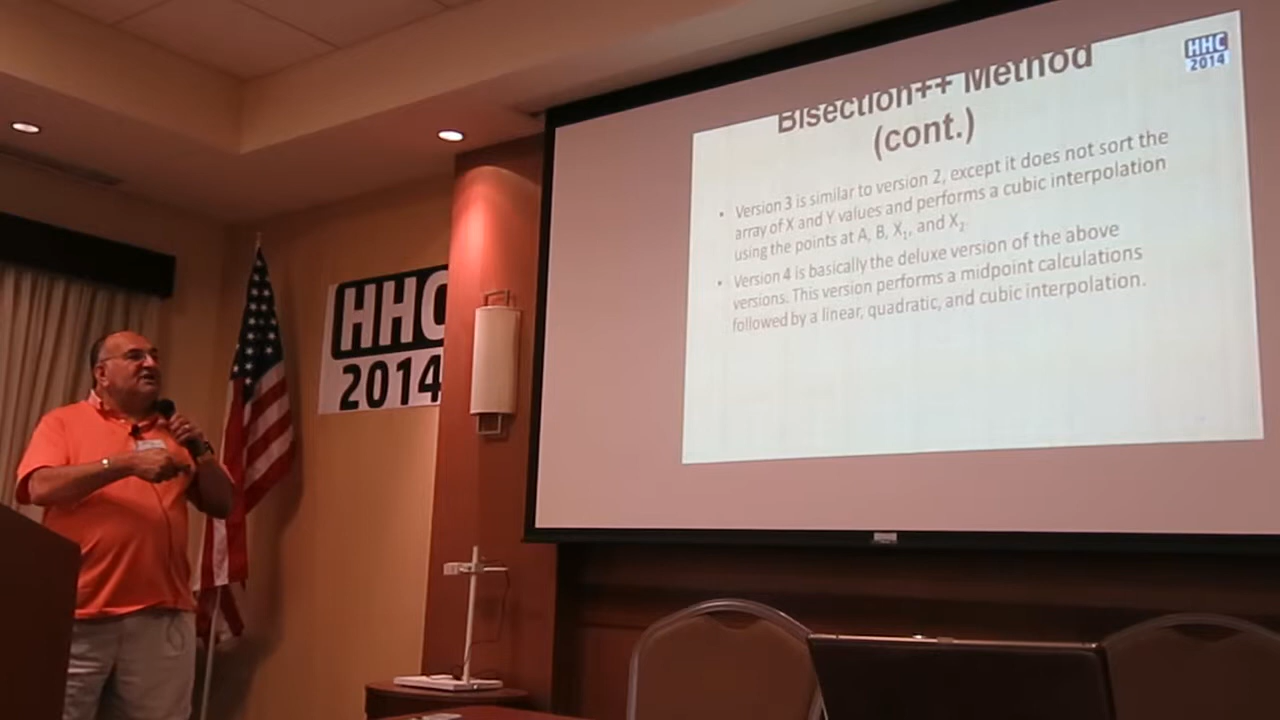 HHC
2014
Bisection++ Method
(cont.)
• Version 3 is similar to version 2, except it does not sort the
array of X and Y values and performs a cubic interpolation
using the points at A, B, X₁, and X₂.
• Version 4 is basically the deluxe version of the above
versions. This version performs a midpoint calculations
followed by a linear, quadratic, and cubic interpolation.
HHC
2014